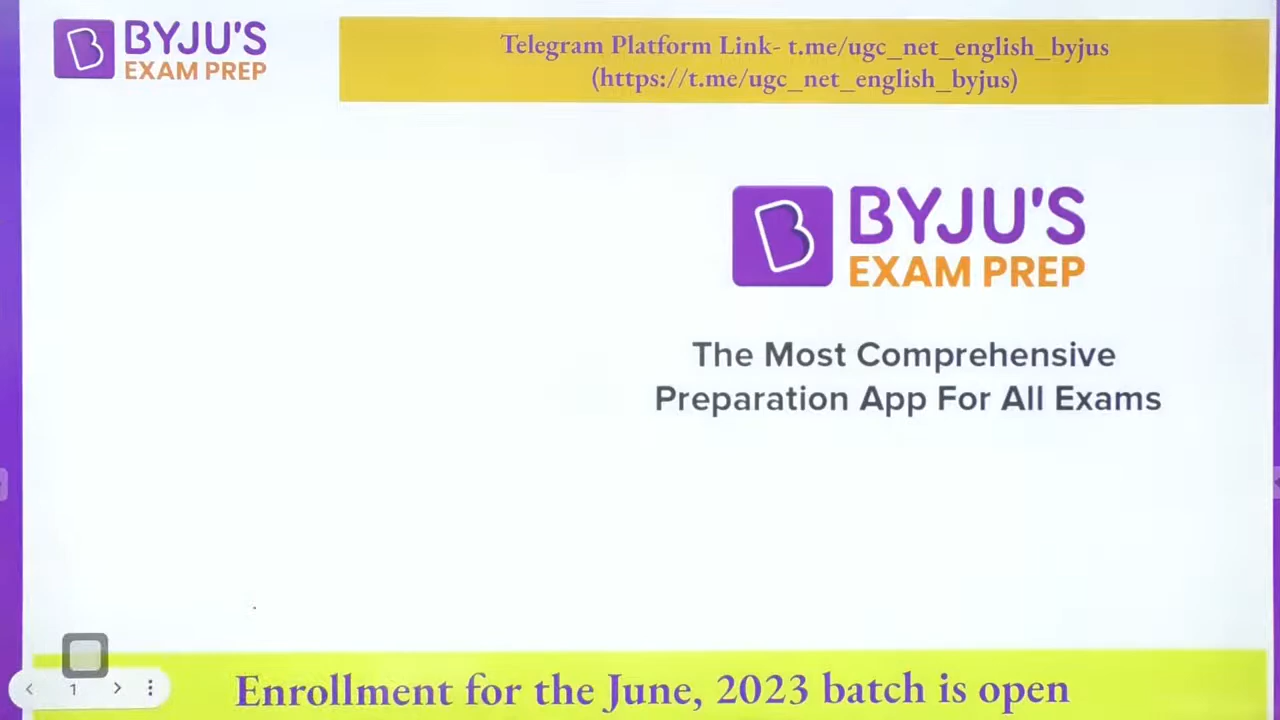 BYJU'S
EXAM PREP
Telegram Platform Link- t.me/ugc_net_english_byjus
(https://t.me/ugc_net_english_byjus)
BYJU'S
EXAM PREP
The Most Comprehensive
Preparation App For All Exams
1
Enrollment for the June, 2023 batch is open